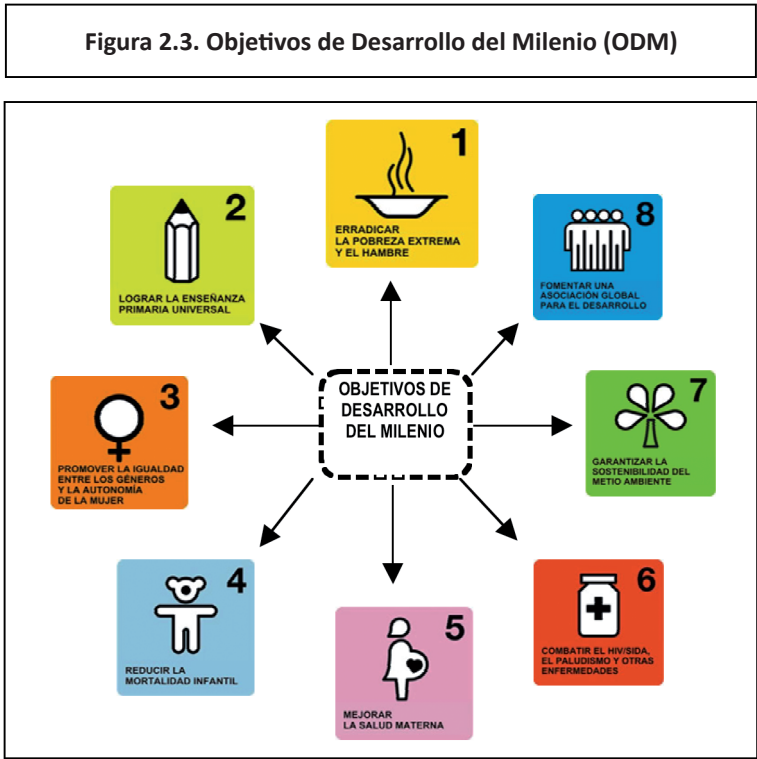 Figura 2.3. Objetivos de Desarrollo del Milenio (ODM)
1
ERRADICAR
LA POBREZA EXTREMA
Y EL HAMBRE
2
LOGRAR LA ENSEÑANZA
PRIMARIA UNIVERSAL
8
FOMENTAR UNA
ASOCIACIÓN GLOBAL
PARA EL DESARROLLO
OBJETIVOS DE
DESARROLLO
DEL MILENIO
3
PROMOVER LA IGUALDAD
ENTRE LOS GÉNEROS
Y LA AUTONOMÍA
DE LA MUJER
7
GARANTIZAR LA
SOSTENIBILIDAD DEL
METIO AMBIENTE
4
REDUCIR LA
MORTALIDAD INFANTIL
5
MEJORAR
LA SALUD MATERNA
6
COMBATIR EL HIV/SIDA,
EL PALUDISMO Y OTRAS
ENFERMEDADES